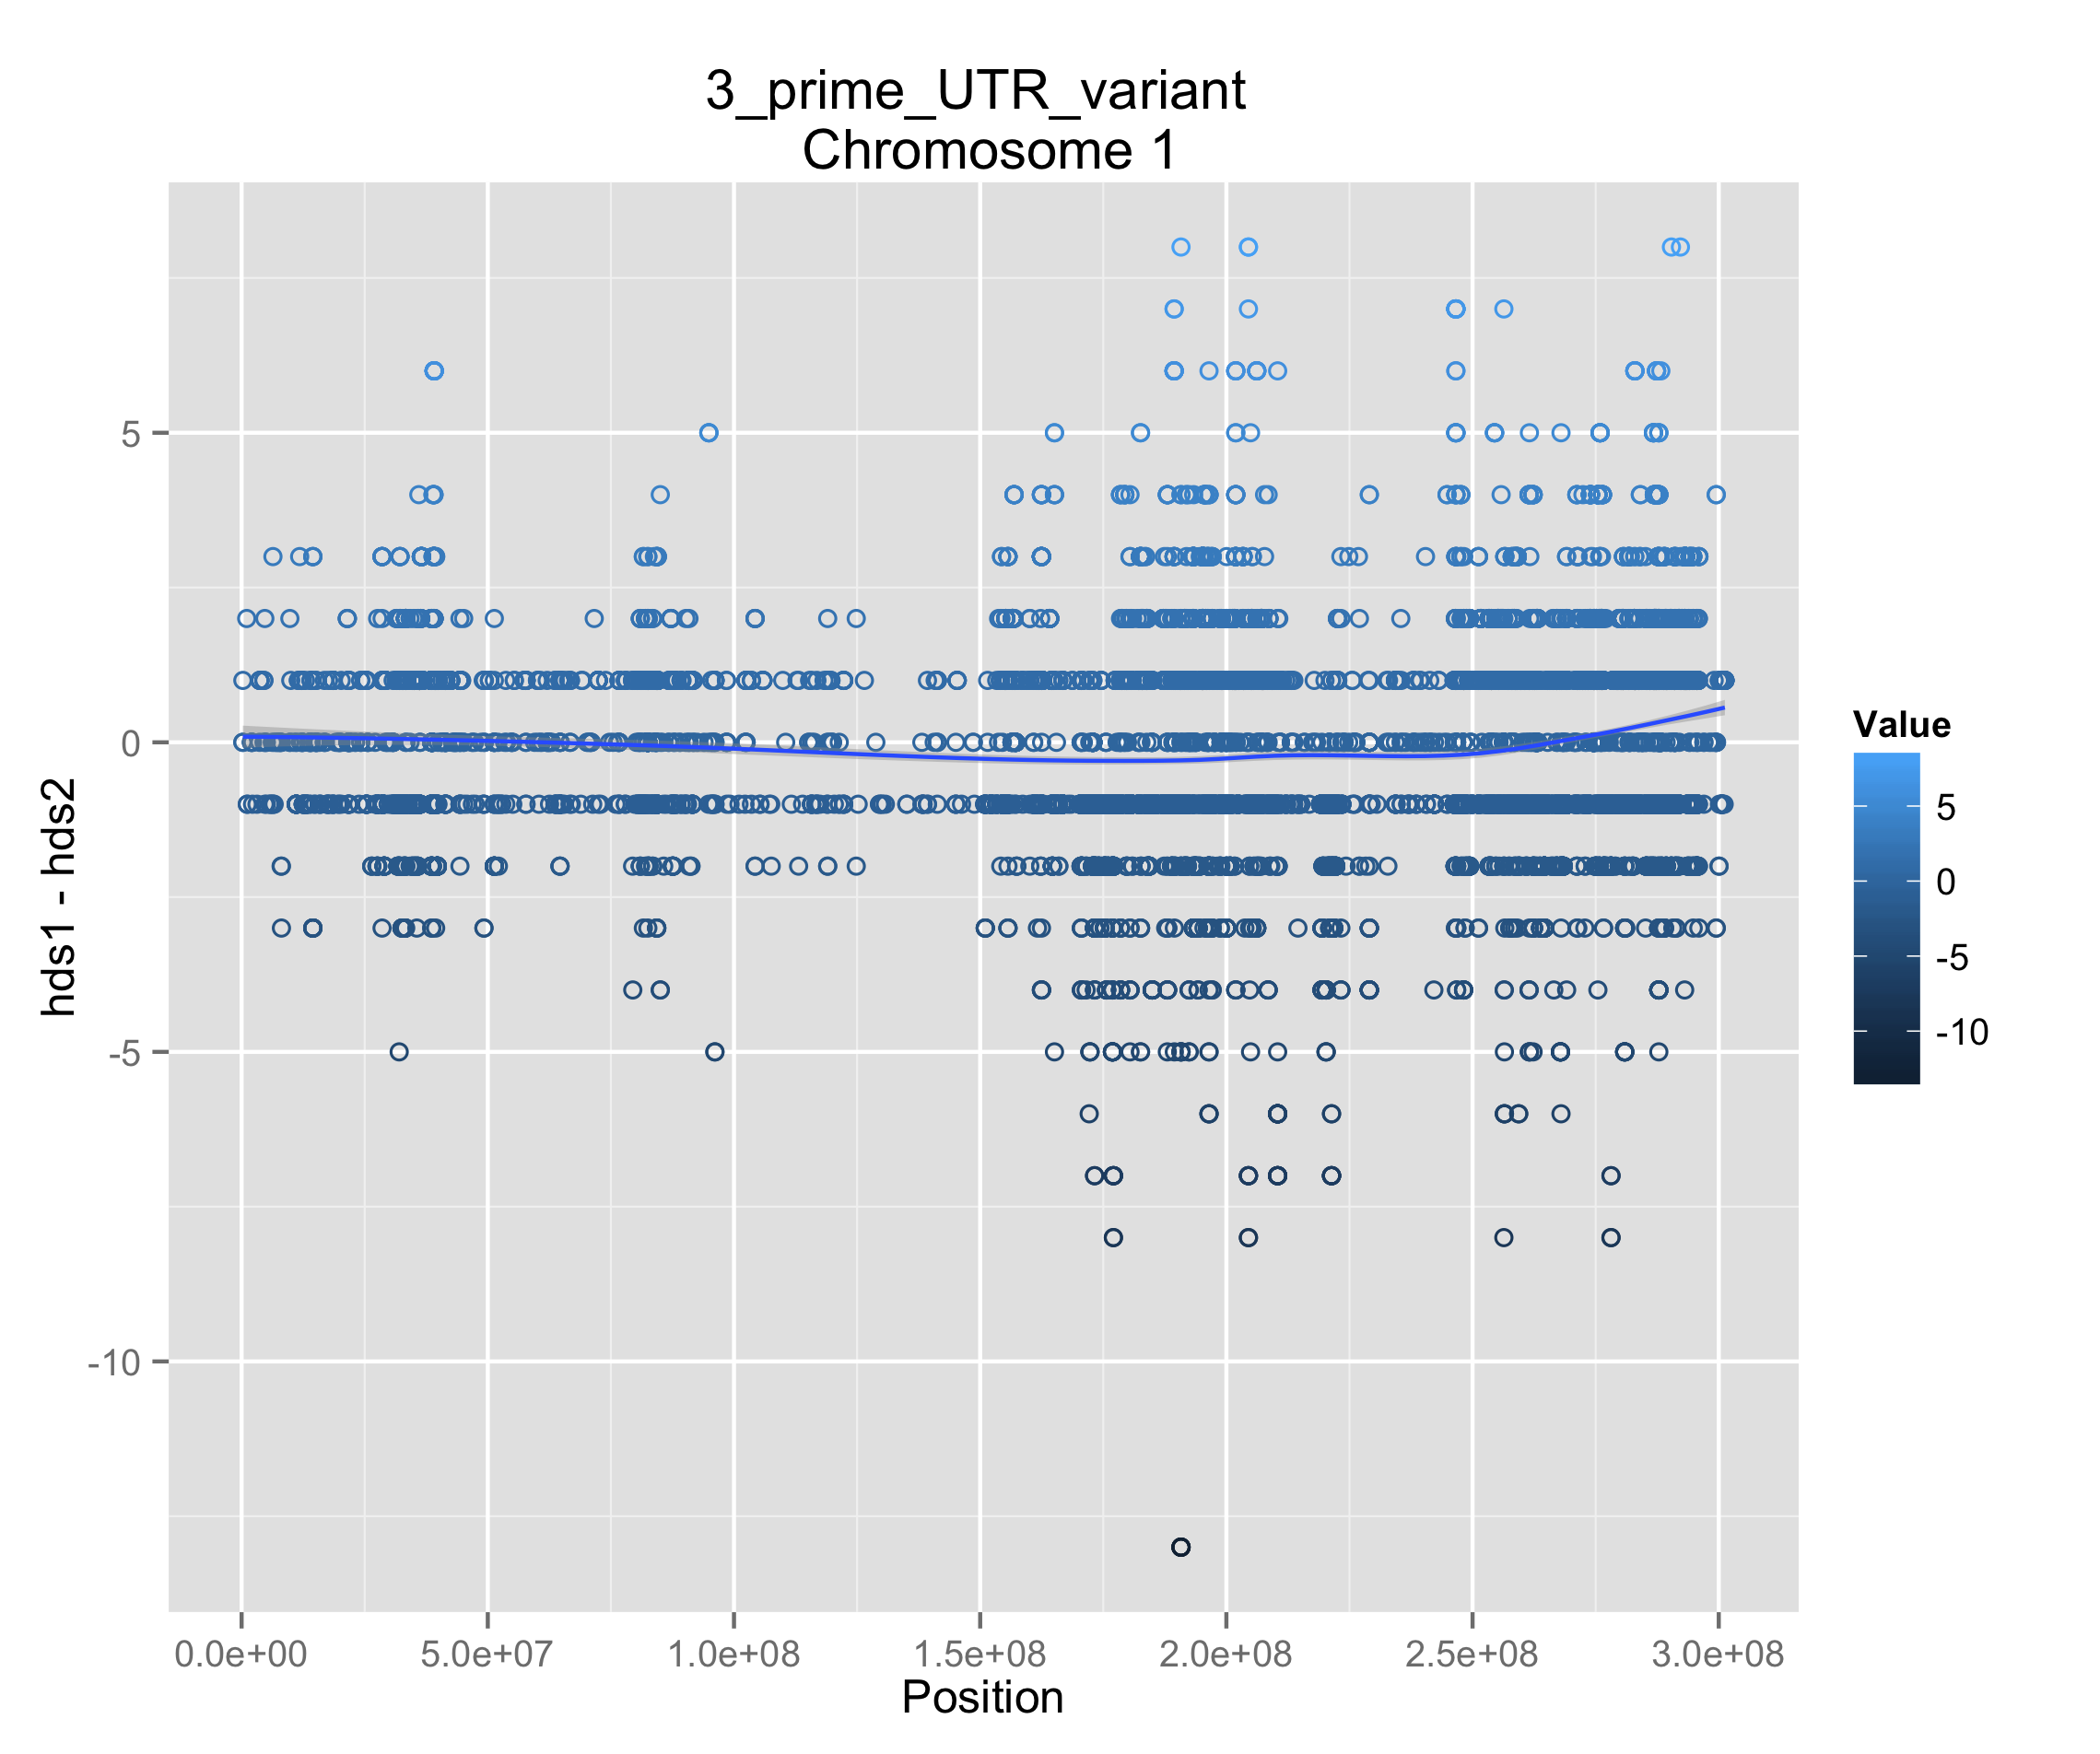 3_prime_UTR_variant
Chromosome 1
hds1 - hds2
5
0
-5
-10
0.0e+00 5.0e+07 1.0e+08 1.5e+08 2.0e+08 2.5e+08 3.0e+08
Position
Value
5
0
-5
-10